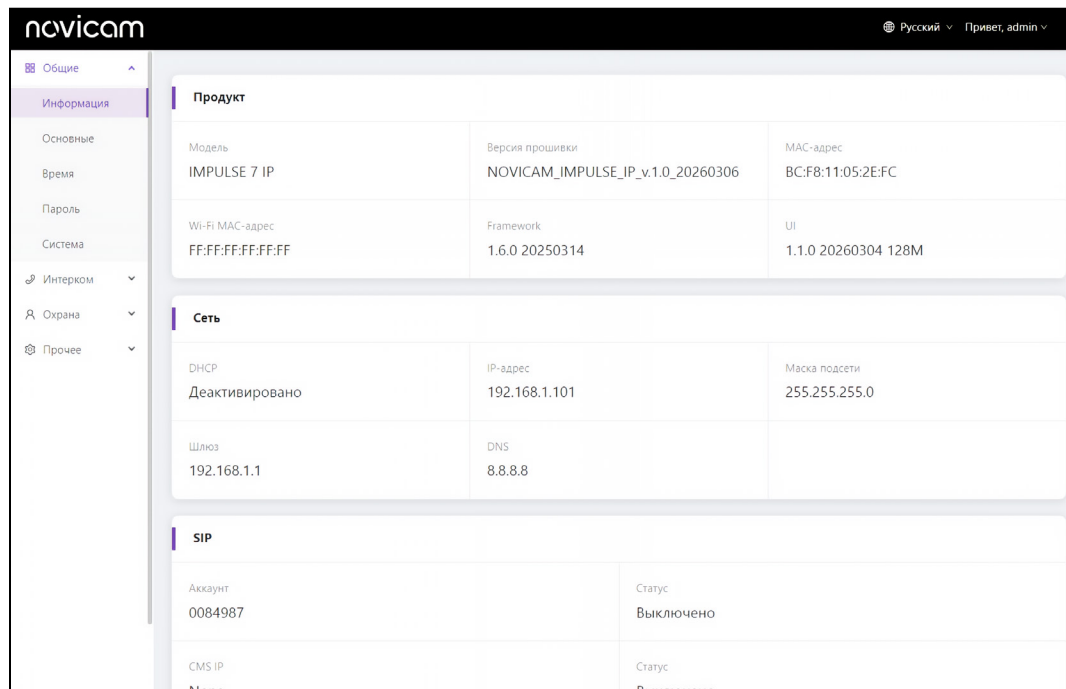 novicam
Русский Привет, admin
Общие
Информация
Основные
Время
Пароль
Система
Интерком
Охрана
Прочее
Продукт
Модель Версия прошивки MAC-адрес
IMPULSE 7 IP NOVICAM_IMPULSE_IP_v.1.0_20260306 BC:F8:11:05:2E:FC
Wi-Fi MAC-адрес Framework UI
FF:FF:FF:FF:FF:FF 1.6.0 20250314 1.1.0 20260304 128M
Сеть
DHCP IP-адрес Маска подсети
Деактивировано 192.168.1.101 255.255.255.0
Шлюз DNS
192.168.1.1 8.8.8.8
SIP
Аккаунт Статус
0084987 Выключено
CMS IP Статус